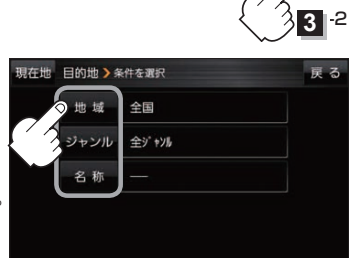 3 -2
現在地 目的地 > 条件を選択 戻る
地域 全国
ジャンル 全ｼﾞｬﾝﾙ
名称 ―